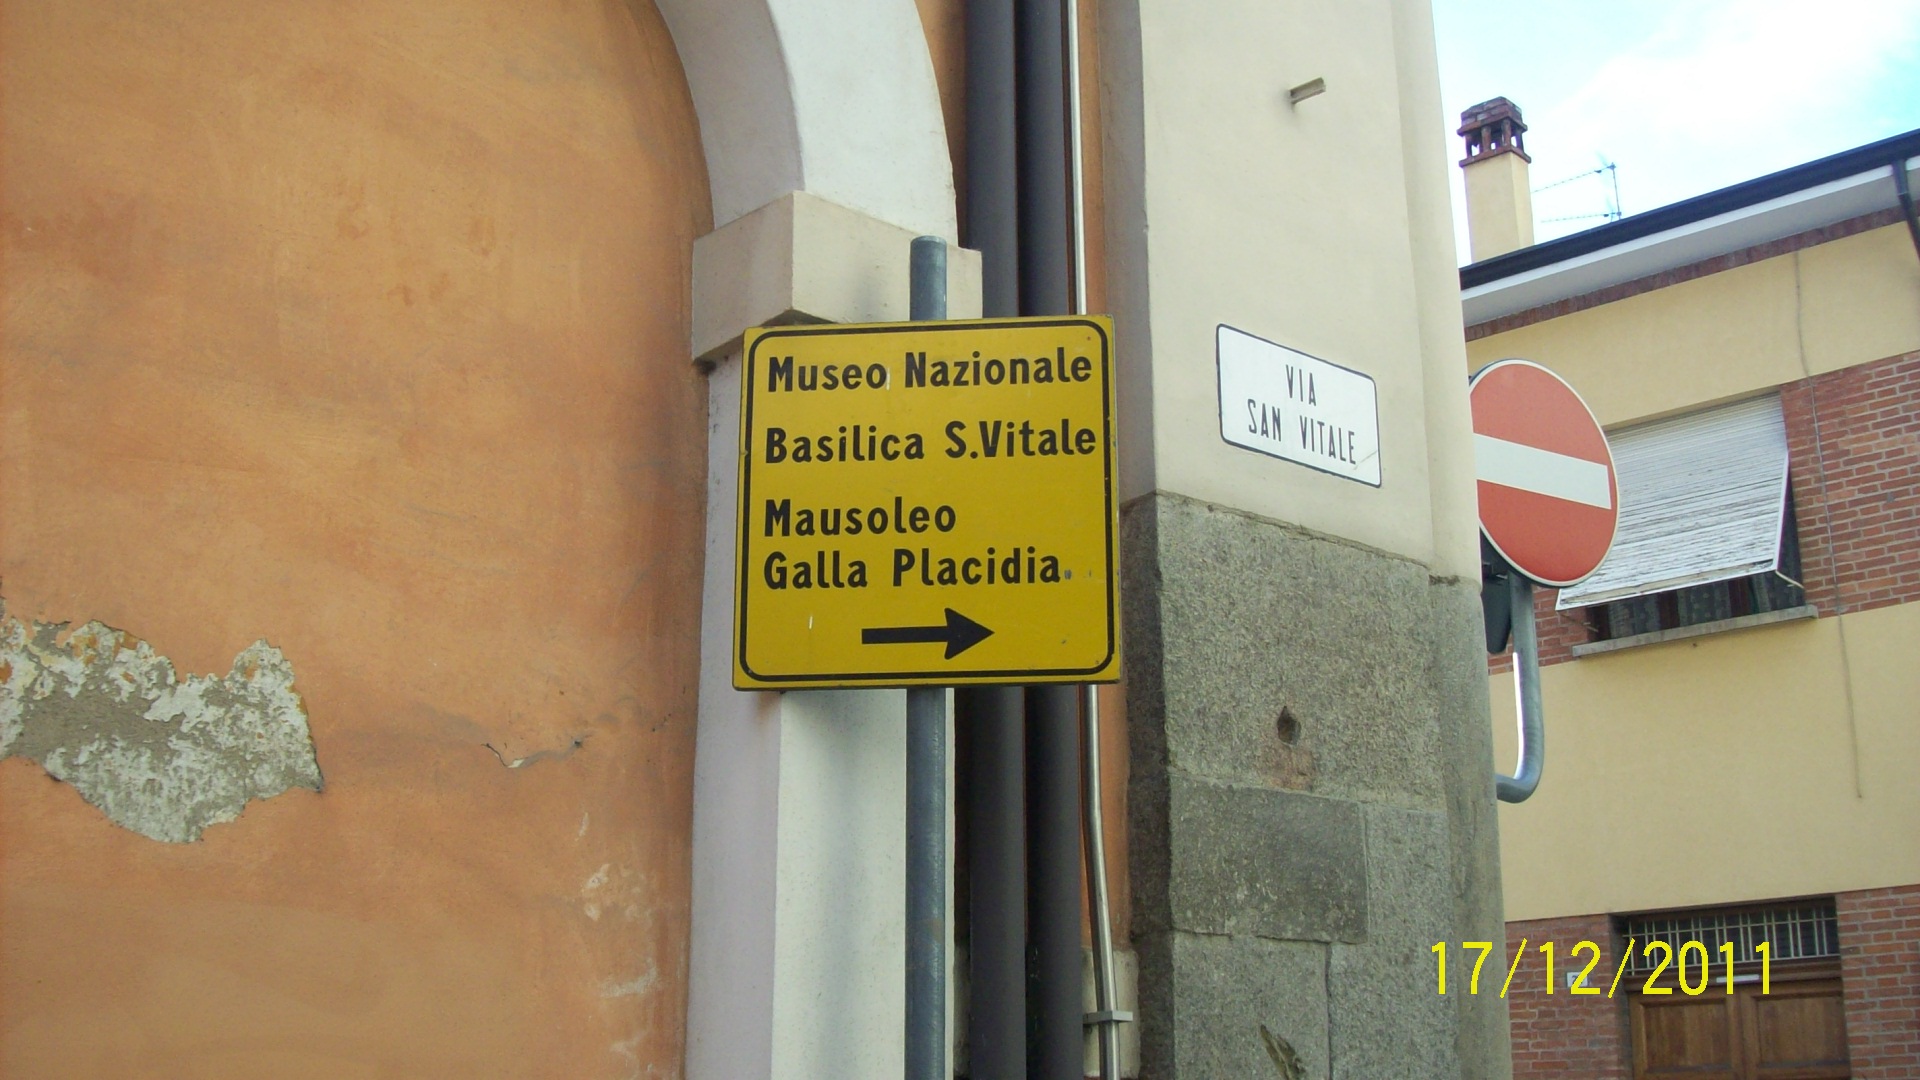 Museo Nazionale
Basilica S.Vitale
Mausoleo
Galla Placidia
VIA
SAN VITALE
17/12/2011